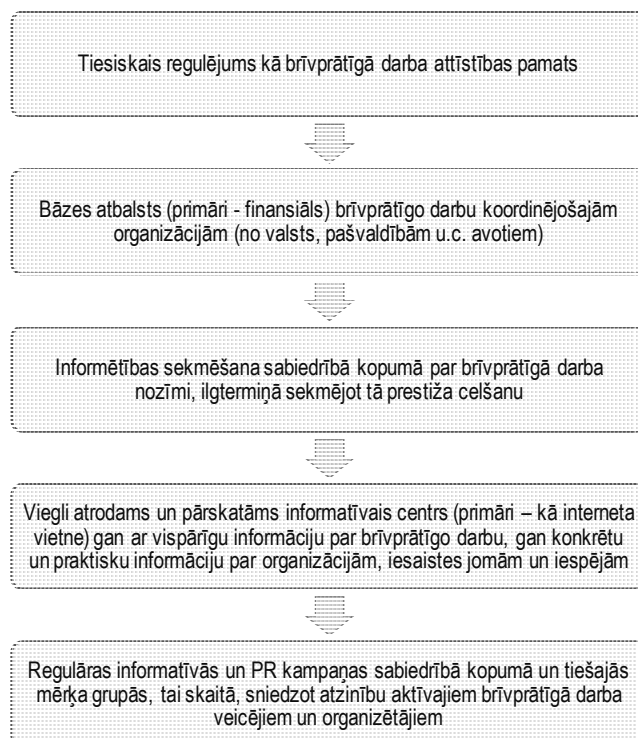 Tiesiskais regulējums kā brīvprātīgā darba attīstības pamats
Bāzes atbalsts (primāri - finansiāls) brīvprātīgo darbu koordinējošajām
organizācijām (no valsts, pašvaldībām u.c. avotiem)
Informētības sekmēšana sabiedrībā kopumā par brīvprātīgā darba
nozīmi, ilgtermiņā sekmējot tā prestiža celšanu
Viegli atrodams un pārskatāms informatīvais centrs (primāri – kā interneta
vietne) gan ar vispārīgu informāciju par brīvprātīgo darbu, gan konkrētu
un praktisku informāciju par organizācijām, iesaistes jomām un iespējām
Regulāras informatīvās un PR kampaņas sabiedrībā kopumā un tiešajās
mērķa grupās, tai skaitā, sniedzot atzinību aktīvajiem brīvprātīgā darba
veicējiem un organizētājiem